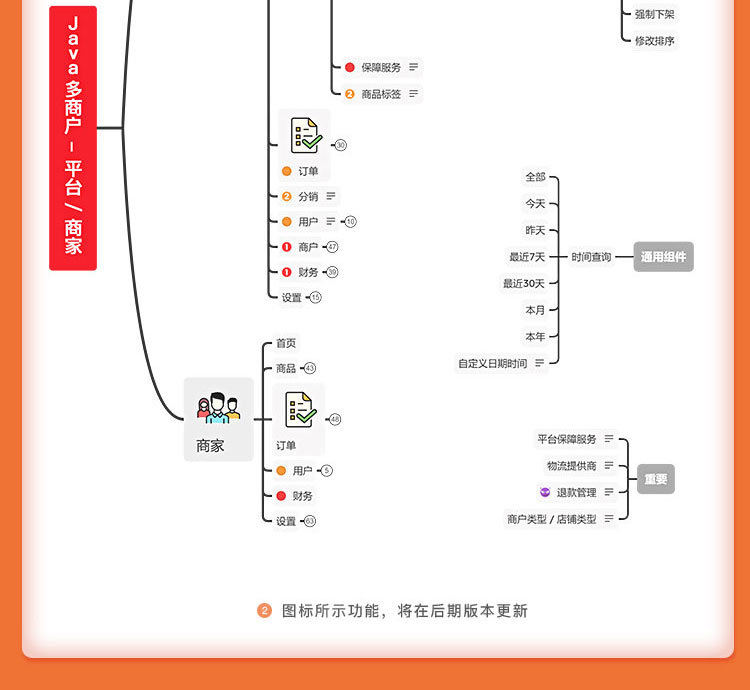 Java多商户-平台/商家
强制下架
修改排序
保障服务
2 商品标签
30
订单
2 分销
用户 10
1 商户 47
1 财务 39
设置 15
全部
今天
昨天
最近7天
最近30天
本月
本年
自定义日期时间
时间查询
通用组件
商家
首页
商品 43
48
订单
用户 5
财务
设置 63
平台保障服务
物流提供商
退款管理
商户类型 / 店铺类型
重要
2 图标所示功能，将在后期版本更新